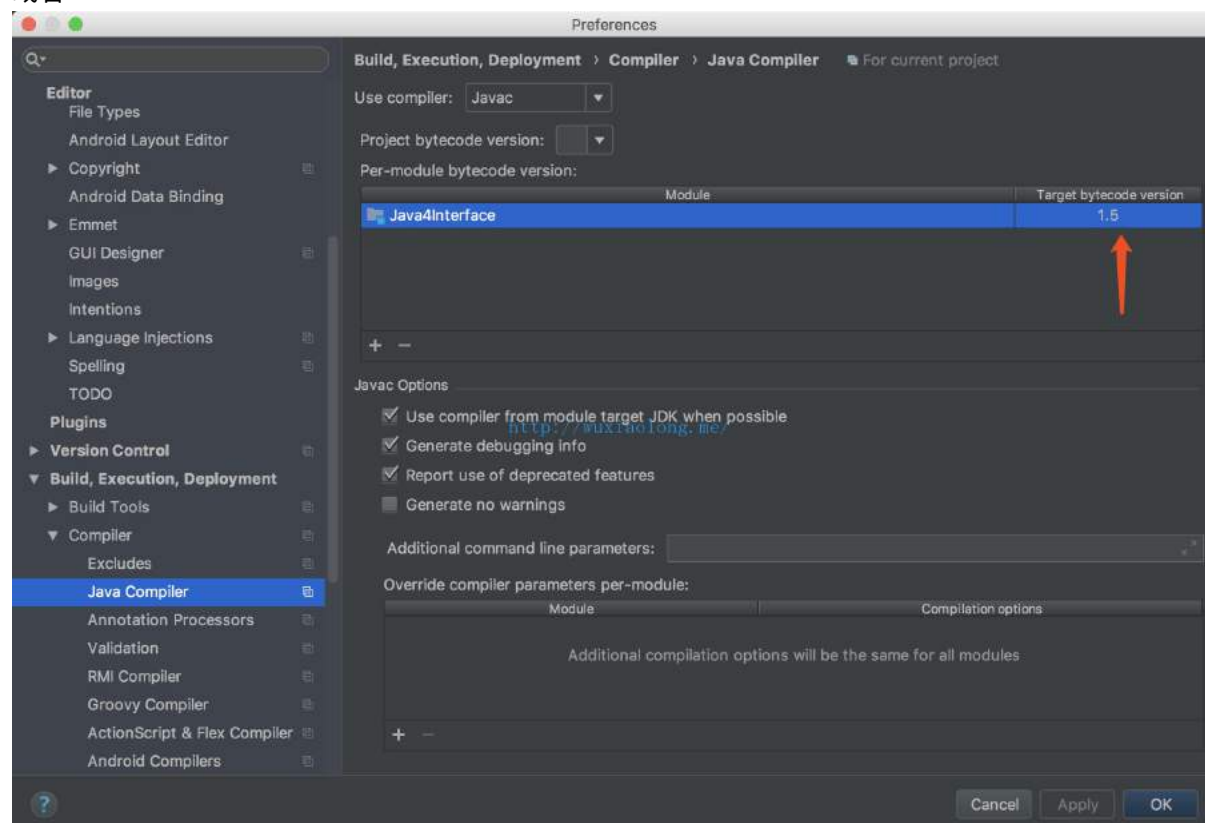 Preferences
Editor
File Types
Android Layout Editor
Copyright
Android Data Binding
Emmet
GUI Designer
Images
Intentions
Language Injections
Spelling
TODO
Plugins
Version Control
Build, Execution, Deployment
Build Tools
Compiler
Excludes
Java Compiler
Annotation Processors
Validation
RMI Compiler
Groovy Compiler
ActionScript & Flex Compiler
Android Compilers
Build, Execution, Deployment › Compiler › Java Compiler For current project
Use compiler: Javac
Project bytecode version:
Per-module bytecode version:
Module Target bytecode version
Java4Interface 1.5
+ −
Javac Options
Use compiler from module target JDK when possible
http://wuxiaolong.me/
Generate debugging info
Report use of deprecated features
Generate no warnings
Additional command line parameters:
Override compiler parameters per-module:
Module Compilation options
Additional compilation options will be the same for all modules
+ −
? Cancel Apply OK